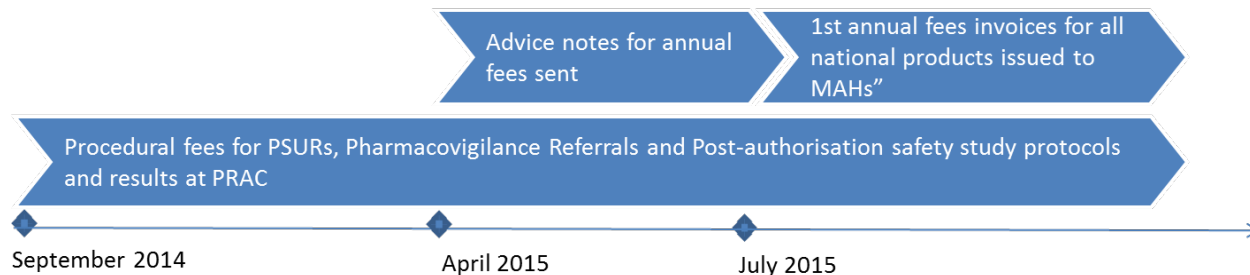 Advice notes for annual
fees sent
1st annual fees invoices for all
national products issued to
MAHs”
Procedural fees for PSURs, Pharmacovigilance Referrals and Post-authorisation safety study protocols
and results at PRAC
September 2014
April 2015
July 2015